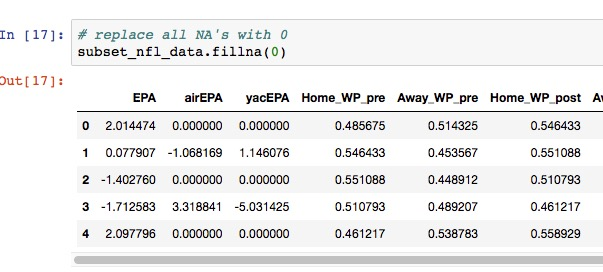 In [17]: # replace all NA's with 0
subset_nfl_data.fillna(0)
Out[17]:
EPA airEPA yacEPA Home_WP_pre Away_WP_pre Home_WP_post
0 2.014474 0.000000 0.000000 0.485675 0.514325 0.546433
1 0.077907 -1.068169 1.146076 0.546433 0.453567 0.551088
2 -1.402760 0.000000 0.000000 0.551088 0.448912 0.510793
3 -1.712583 3.318841 -5.031425 0.510793 0.489207 0.461217
4 2.097796 0.000000 0.000000 0.461217 0.538783 0.558929